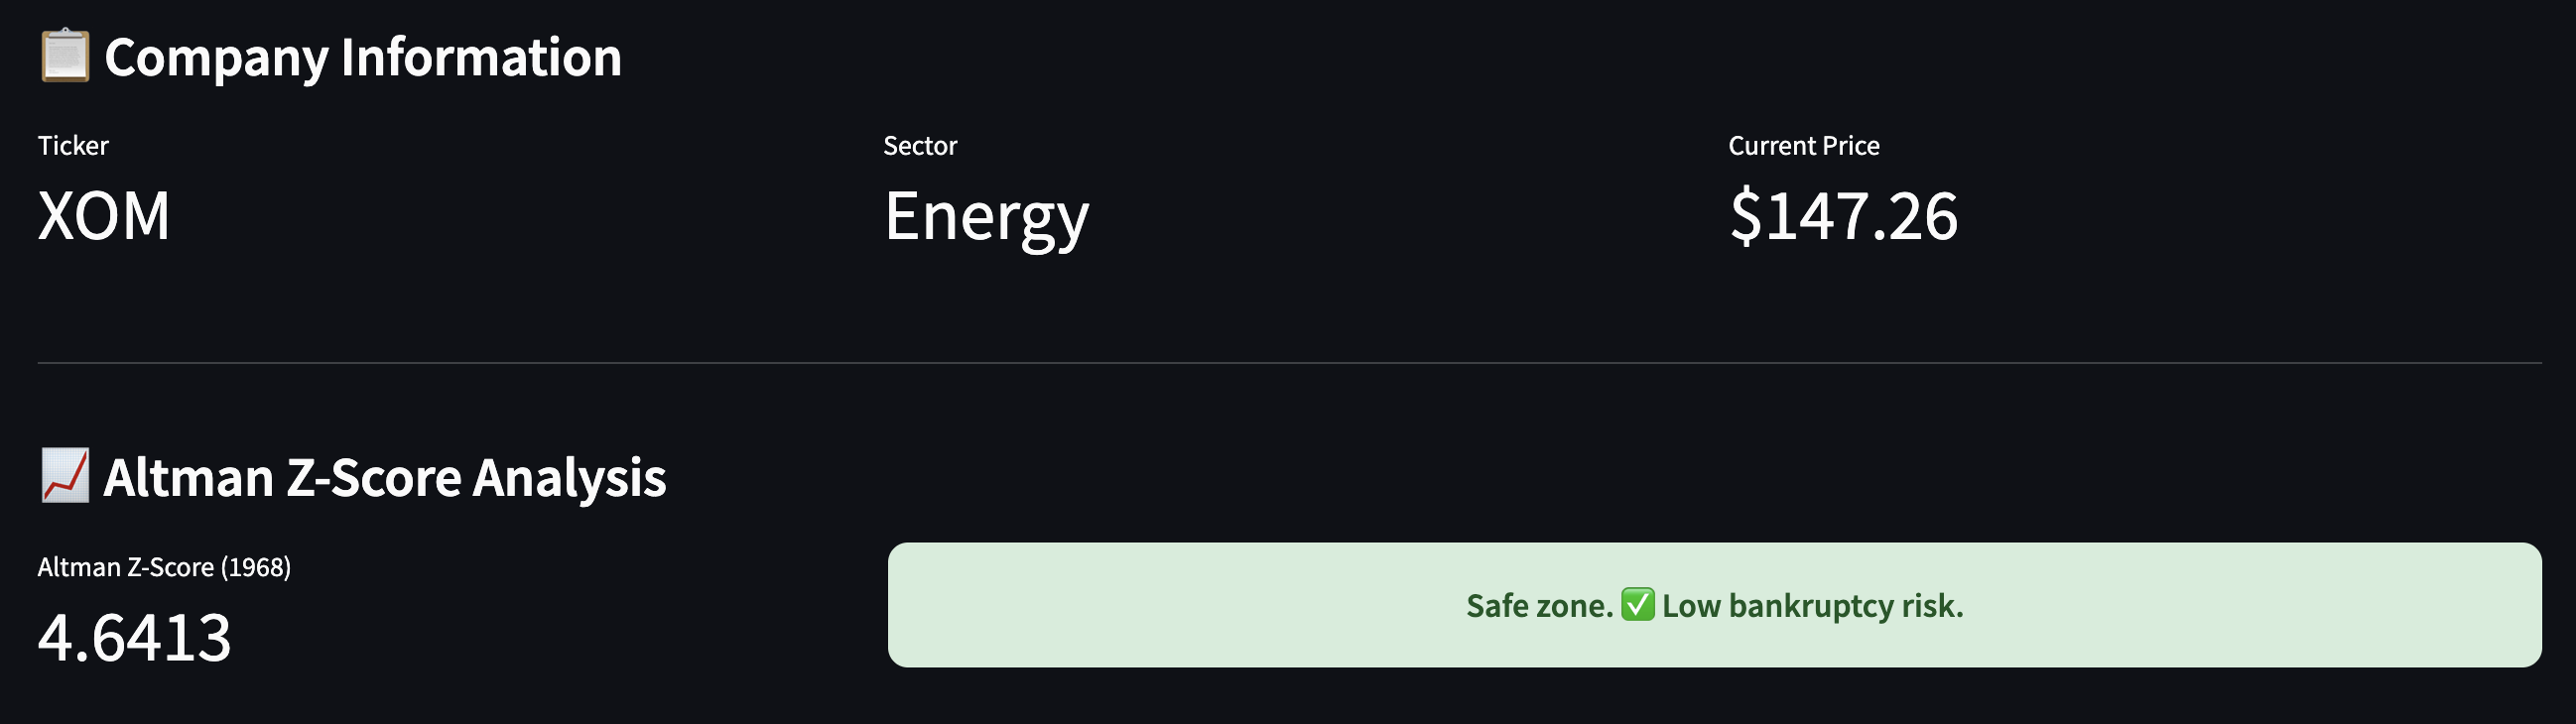 📋 Company Information
Ticker
XOM
Sector
Energy
Current Price
$147.26
📈 Altman Z-Score Analysis
Altman Z-Score (1968)
4.6413
Safe zone. ✅ Low bankruptcy risk.